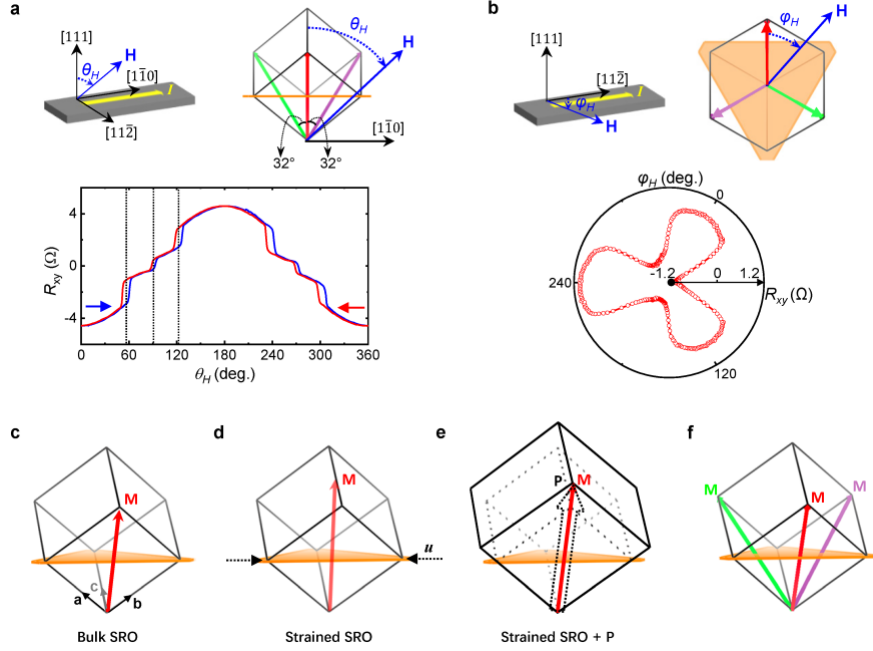 a
[111]
H
θH
[11̄0]
I
[112̄]
θH
H
32°
32°
[11̄0]
4
0
-4
Rxy (Ω)
0
60
120
180
240
300
360
θH (deg.)
b
[111]
[112̄]
I
φH
H
[11̄0]
φH
H
φH (deg.)
0
240
120
-1.2
0
1.2
Rxy (Ω)
c
M
a
c
b
Bulk SRO
d
M
u
Strained SRO
e
P
M
Strained SRO + P
f
M
M
M